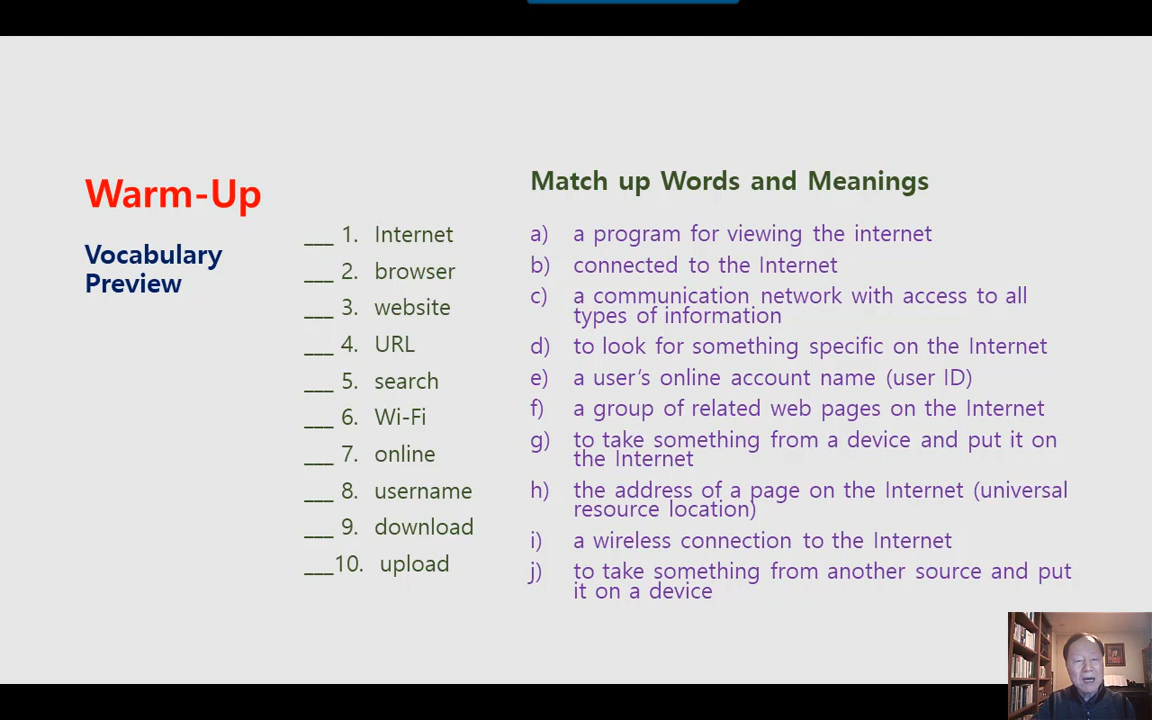 Warm-Up
Vocabulary
Preview
___ 1. Internet
___ 2. browser
___ 3. website
___ 4. URL
___ 5. search
___ 6. Wi-Fi
___ 7. online
___ 8. username
___ 9. download
___10. upload
Match up Words and Meanings
a) a program for viewing the internet
b) connected to the Internet
c) a communication network with access to all
types of information
d) to look for something specific on the Internet
e) a user’s online account name (user ID)
f) a group of related web pages on the Internet
g) to take something from a device and put it on
the Internet
h) the address of a page on the Internet (universal
resource location)
i) a wireless connection to the Internet
j) to take something from another source and put
it on a device